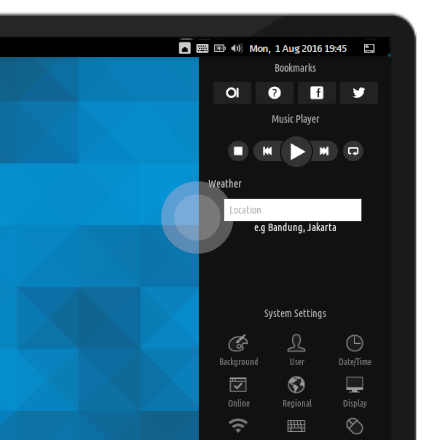 Mon, 1 Aug 2016 19:45
Bookmarks
Music Player
Weather
Location
e.g Bandung, Jakarta
System Settings
Background User Date/Time
Online Regional Display